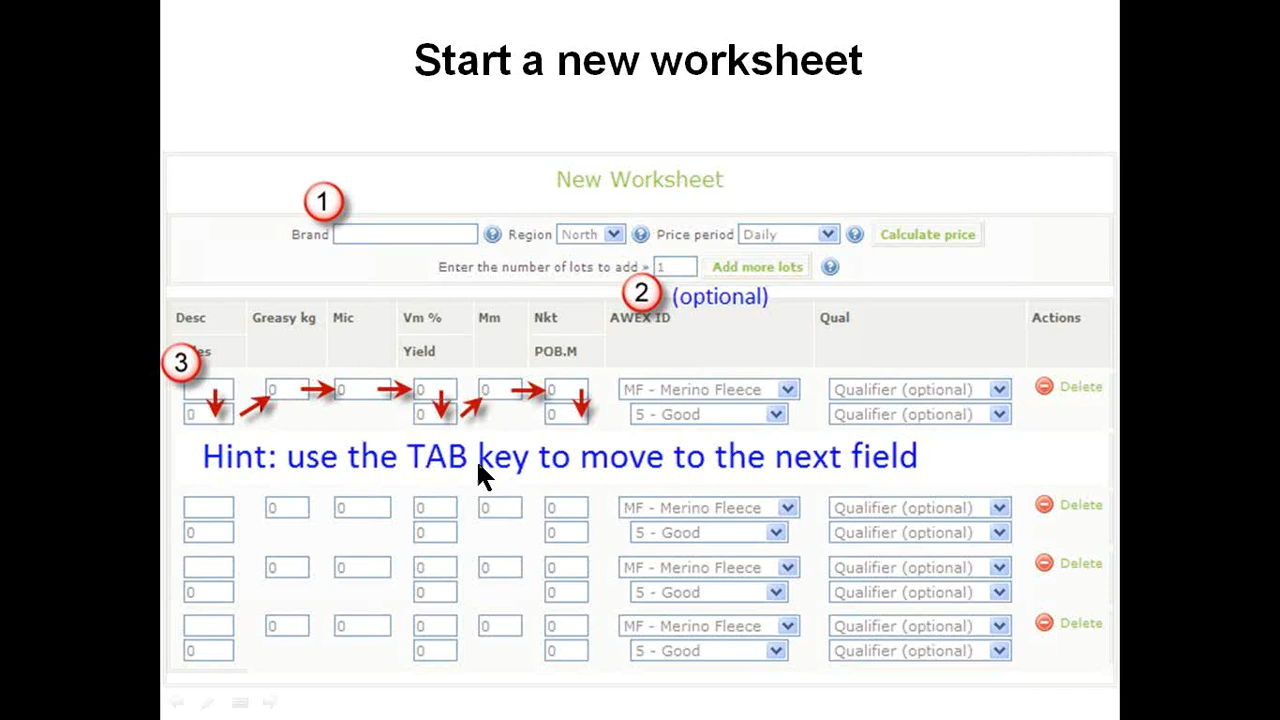 Start a new worksheet
New Worksheet
1
Brand Region North Price period Daily Calculate price
Enter the number of lots to add » 1 Add more lots
2 (optional)
Desc Greasy kg Mic Vm % Mm Nkt AWEX ID Qual Actions
Yield POB.M
3
0 0 0 0 0 MF - Merino Fleece Qualifier (optional) Delete
0 0 0 5 - Good Qualifier (optional)
Hint: use the TAB key to move to the next field
0 0 0 0 0 MF - Merino Fleece Qualifier (optional) Delete
0 0 0 5 - Good Qualifier (optional)
0 0 0 0 0 MF - Merino Fleece Qualifier (optional) Delete
0 0 0 5 - Good Qualifier (optional)
0 0 0 0 0 MF - Merino Fleece Qualifier (optional) Delete
0 0 0 5 - Good Qualifier (optional)